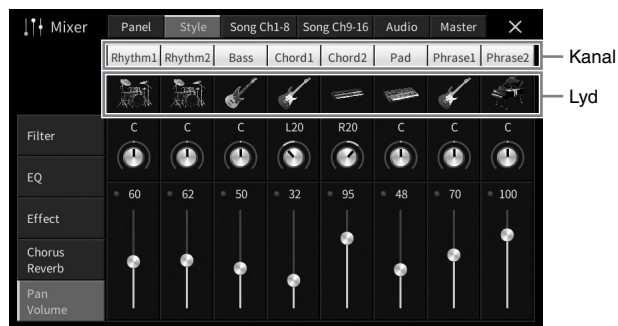 Mixer Panel Style Song Ch1-8 Song Ch9-16 Audio Master ×
Rhythm1 Rhythm2 Bass Chord1 Chord2 Pad Phrase1 Phrase2 Kanal
Lyd
Filter C C C L20 R20 C C C
EQ
60 62 50 32 95 48 70 100
Effect
Chorus
Reverb
Pan
Volume